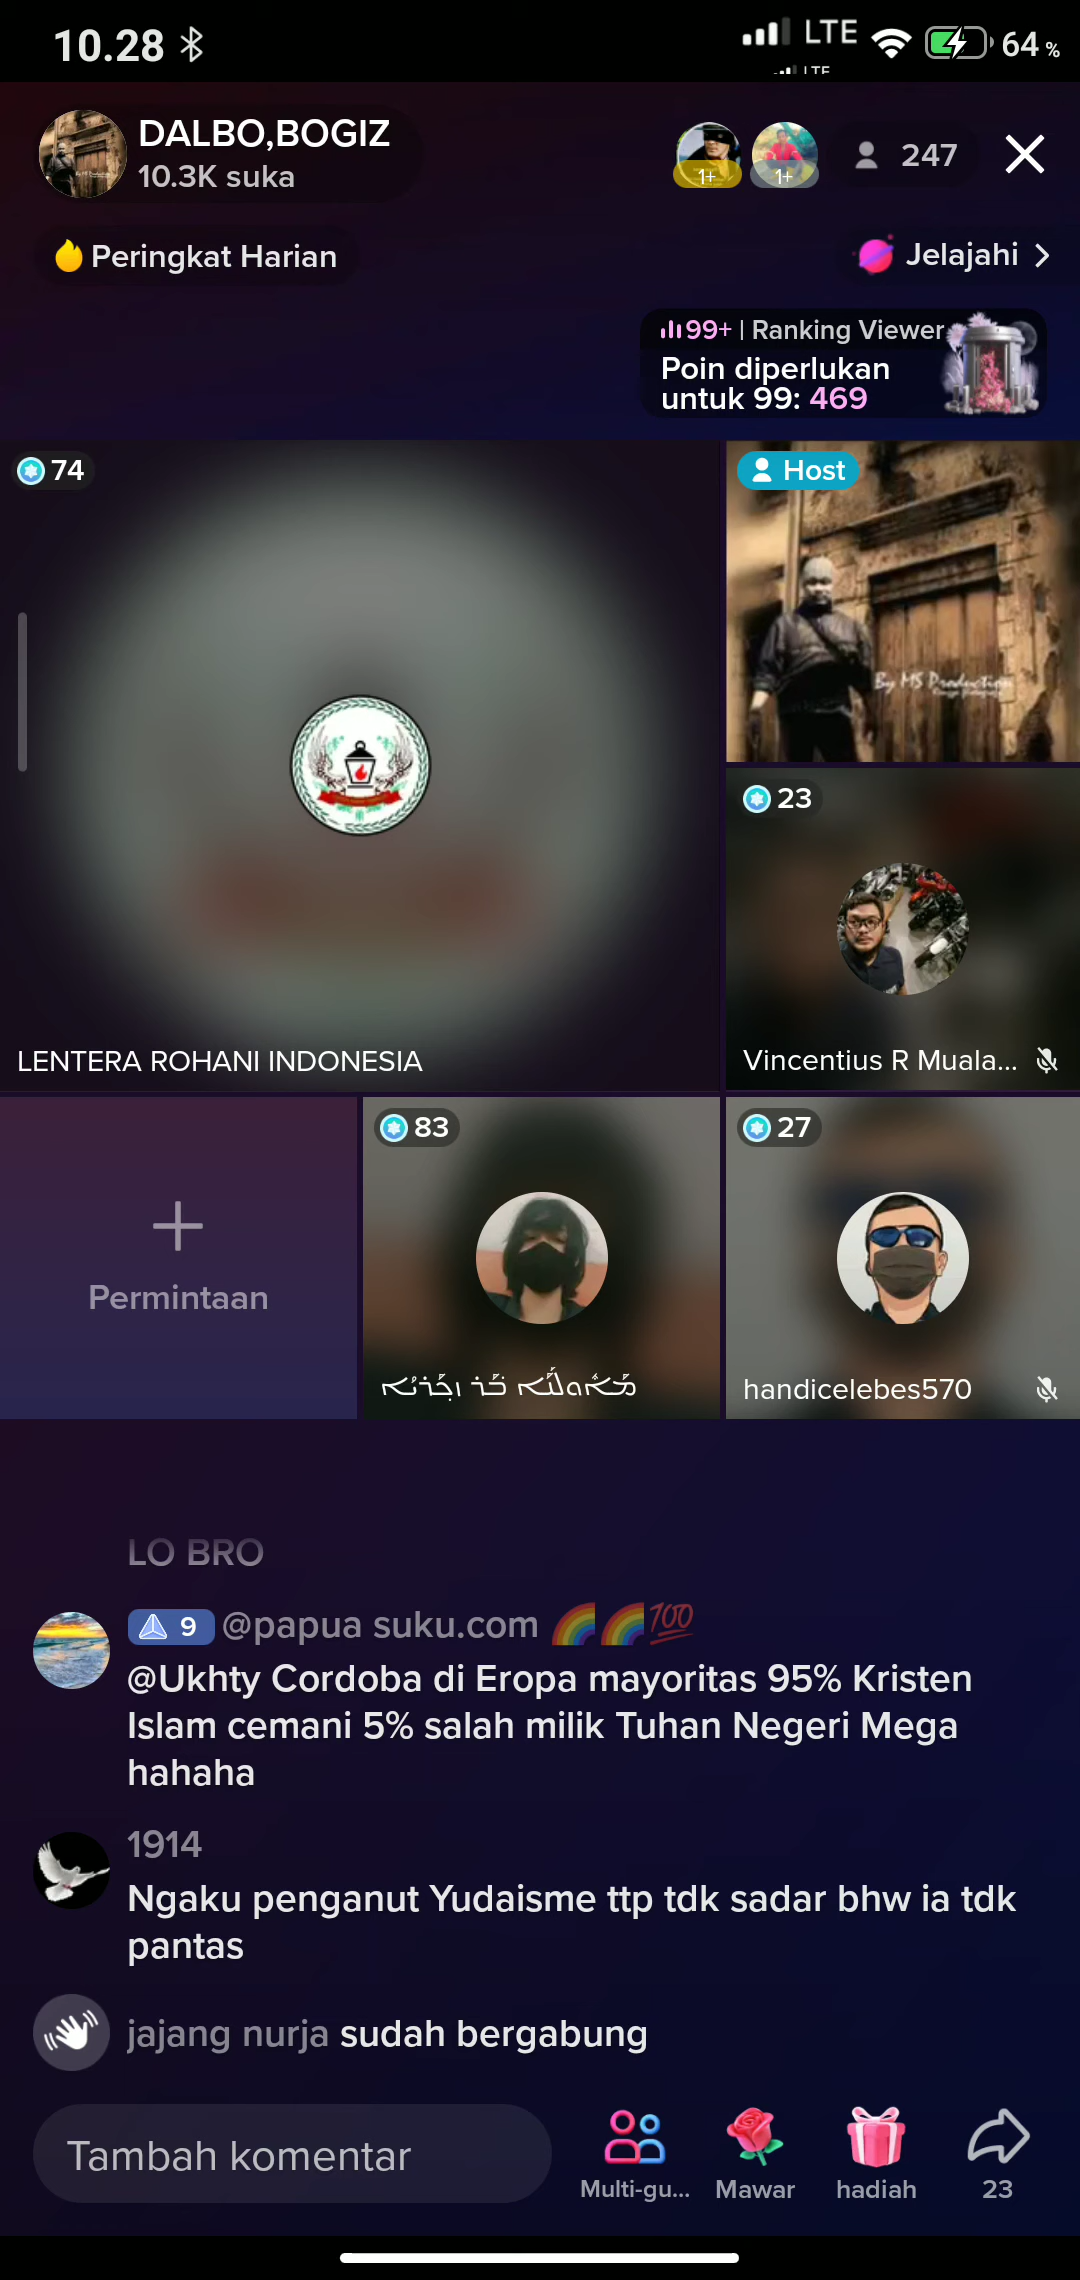 10.28
LTE
64 %
LTE
DALBO,BOGIZ
10.3K suka
1+
1+
247
Peringkat Harian
Jelajahi
99+ | Ranking Viewer
Poin diperlukan
untuk 99: 469
74
Host
By MS Production
23
LENTERA ROHANI INDONESIA
Vincentius R Muala...
83
27
Permintaan
handicelebes570
LO BRO
9 @papua suku.com 🌈🌈💯
@Ukhty Cordoba di Eropa mayoritas 95% Kristen
Islam cemani 5% salah milik Tuhan Negeri Mega
hahaha
1914
Ngaku penganut Yudaisme ttp tdk sadar bhw ia tdk
pantas
jajang nurja sudah bergabung
Tambah komentar
Multi-gu...
Mawar
hadiah
23